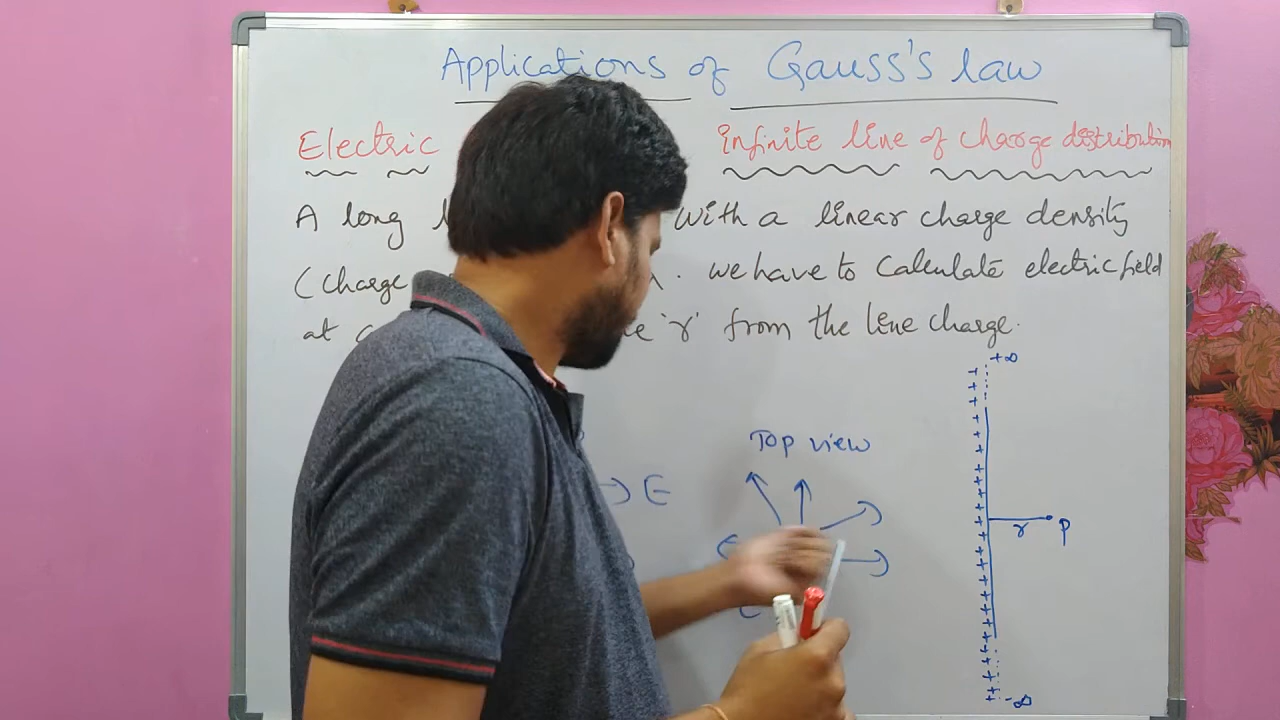 Applications of Gauss's law
Electric Infinite line of charge distribution
A long with a linear charge density
(charge . we have to calculate electric field
at 'r' from the line charge.
+∞
Top view
E
r P
-∞